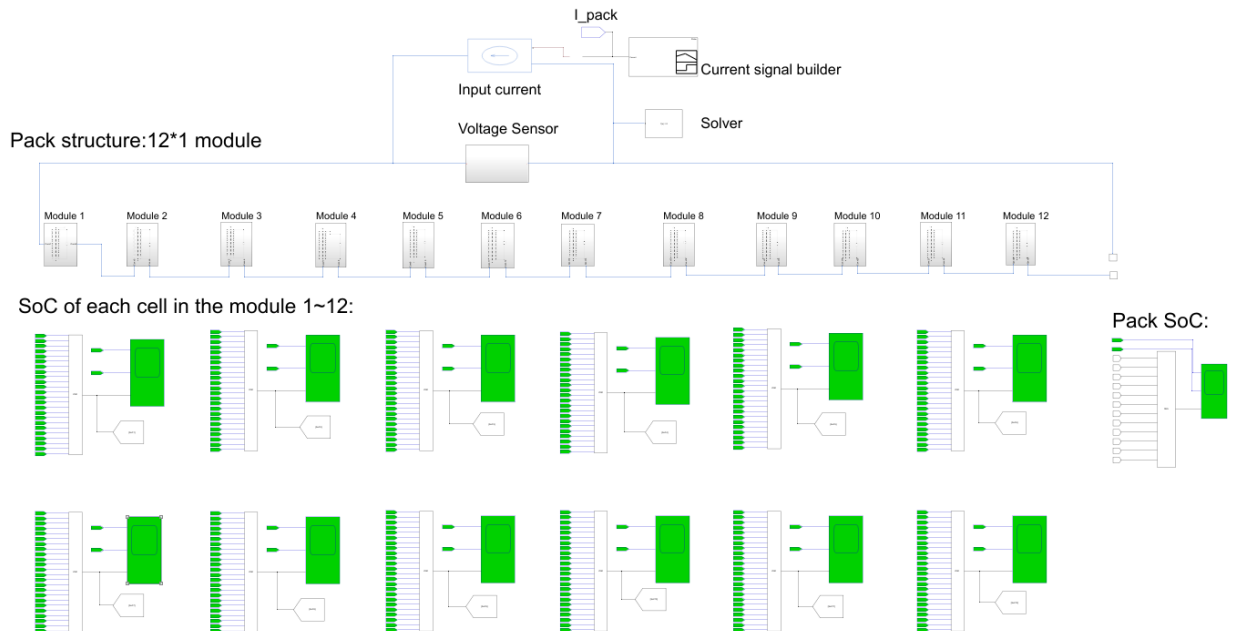 I_pack
Current signal builder
Input current
Solver
Voltage Sensor
Pack structure:12*1 module
Module 1
Module 2
Module 3
Module 4
Module 5
Module 6
Module 7
Module 8
Module 9
Module 10
Module 11
Module 12
SoC of each cell in the module 1~12:
Pack SoC: